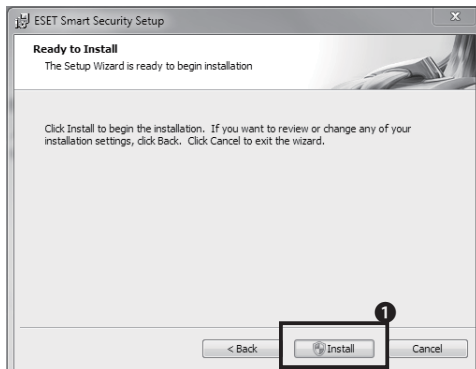 ESET Smart Security Setup
X
Ready to Install
The Setup Wizard is ready to begin installation
Click Install to begin the installation. If you want to review or change any of your
installation settings, click Back. Click Cancel to exit the wizard.
1
< Back Install Cancel